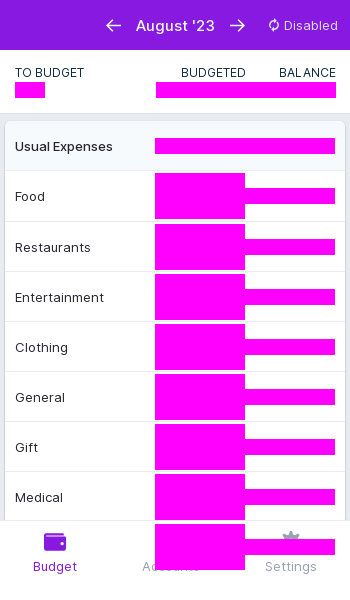 August '23 Disabled
TO BUDGET BUDGETED BALANCE
Usual Expenses
Food
Restaurants
Entertainment
Clothing
General
Gift
Medical
Budget Settings